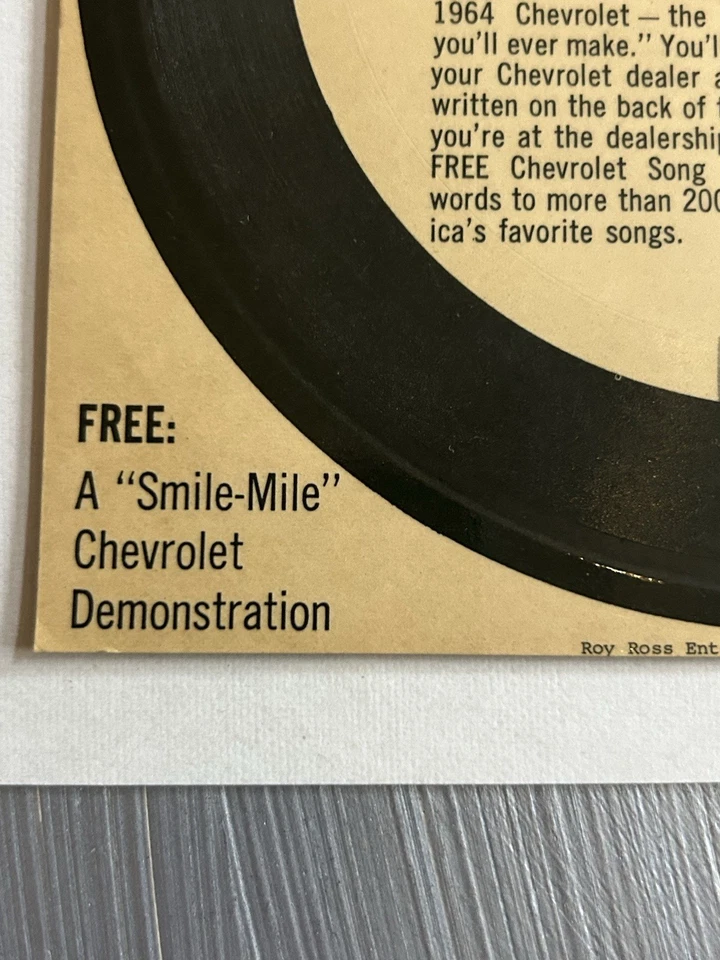 1964 Chevrolet — the
you'll ever make." You'l
your Chevrolet dealer
written on the back of
you're at the dealership
FREE Chevrolet Song
words to more than 200
ica's favorite songs.
FREE:
A “Smile-Mile”
Chevrolet
Demonstration
Roy Ross Ent